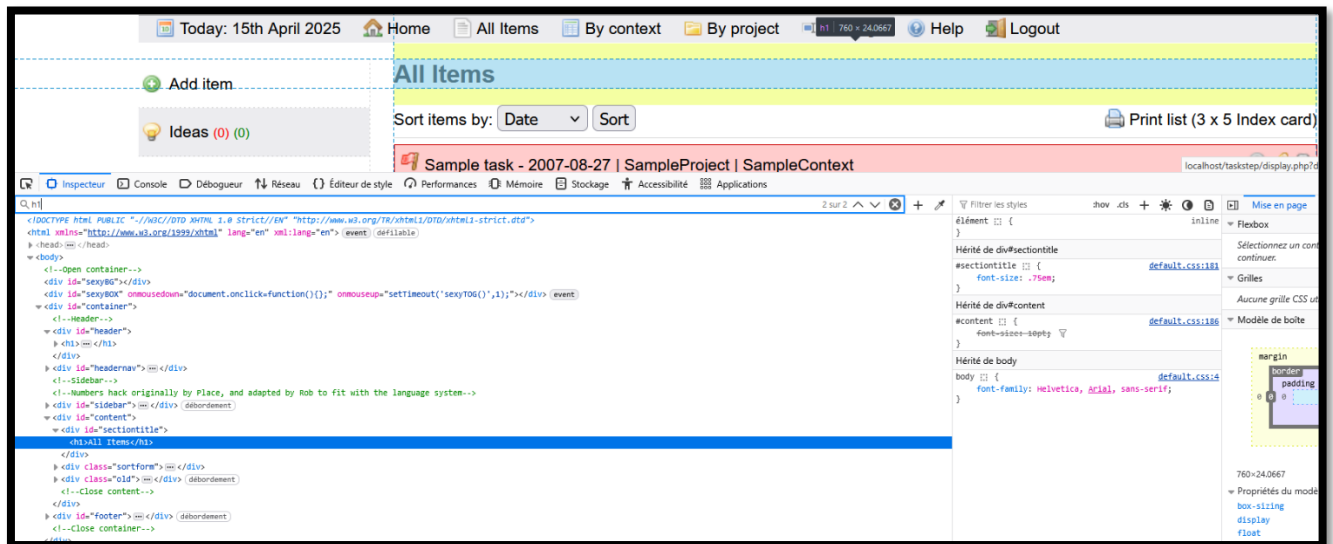 Today: 15th April 2025 Home All Items By context By project h1 760 × 24.0667 Help Logout
Add item
All Items
Ideas (0) (0)
Sort items by: Date Sort Print list (3 x 5 Index card)
Sample task - 2007-08-27 | SampleProject | SampleContext
localhost/taskstep/display.php?d
Inspecteur Console Débogueur Réseau Éditeur de style Performances Mémoire Stockage Accessibilité Applications
h1 2 sur 2 Filtrer les styles :hov .cls Mise en page
<!DOCTYPE html PUBLIC "-//W3C//DTD XHTML 1.0 Strict//EN" "http://www.w3.org/TR/xhtml1/DTD/xhtml1-strict.dtd">
<html xmlns="http://www.w3.org/1999/xhtml" lang="en" xml:lang="en"> event défilable
<head> </head>
<body>
<!--Open container-->
<div id="sexyBG"></div>
<div id="sexyBOX" onmousedown="document.onclick=function(){};" onmouseup="setTimeout('sexyTOG()',1);"></div> event
<div id="container">
<!--Header-->
<div id="header">
<h1> </h1>
</div>
<div id="headernav"> </div>
<!--Sidebar-->
<!--Numbers hack originally by Place, and adapted by Rob to fit with the language system-->
<div id="sidebar"> </div> débordement
<div id="content">
<div id="sectiontitle">
<h1>All Items</h1>
</div>
<div class="sortform"> </div>
<div class="old"> </div> débordement
<!--Close content-->
</div>
<div id="footer"> </div> débordement
<!--Close container-->
</div>
élément { inline
}
Hérité de div#sectiontitle
#sectiontitle { default.css:181
font-size: .75em;
}
Hérité de div#content
#content { default.css:186
font-size: 10pt;
}
Hérité de body
body { default.css:4
font-family: Helvetica, Arial, sans-serif;
}
Flexbox
Sélectionnez un cont
continuer.
Grilles
Aucune grille CSS ut
Modèle de boîte
margin
border
padding
0 0 0
760×24.0667
Propriétés du modè
box-sizing
display
float